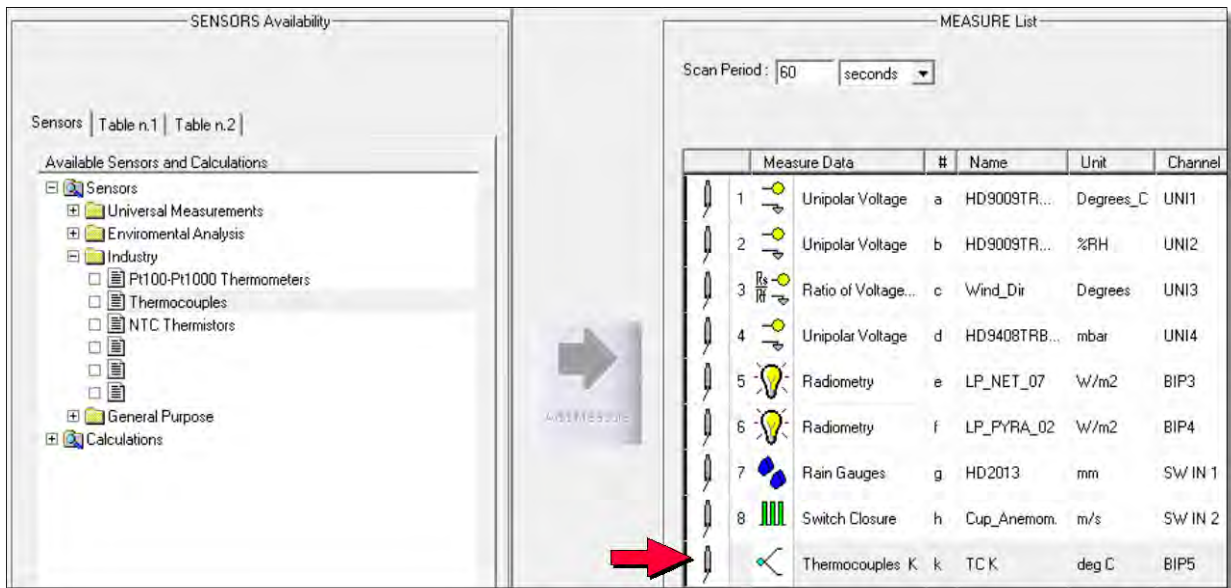 SENSORS Availability
Sensors
Table n.1
Table n.2
Available Sensors and Calculations
Sensors
Universal Measurements
Enviromental Analysis
Industry
Pt100-Pt1000 Thermometers
Thermocouples
NTC Thermistors
General Purpose
Calculations
Add Measure
MEASURE List
Scan Period : 60 seconds
Measure Data # Name Unit Channel
1 Unipolar Voltage a HD9009TR... Degrees_C UNI1
2 Unipolar Voltage b HD9009TR... %RH UNI2
3 Rs Rf Ratio of Voltage... c Wind_Dir Degrees UNI3
4 Unipolar Voltage d HD9408TRB... mbar UNI4
5 Radiometry e LP_NET_07 W/m2 BIP3
6 Radiometry f LP_PYRA_02 W/m2 BIP4
7 Rain Gauges g HD2013 mm SW IN 1
8 Switch Closure h Cup_Anemom. m/s SW IN 2
Thermocouples K k TC K deg C BIP5